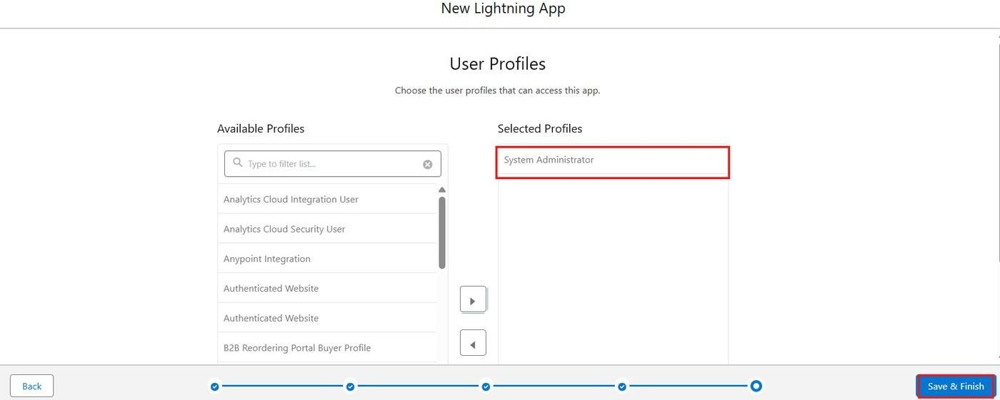 New Lightning App
User Profiles
Choose the user profiles that can access this app.
Available Profiles
Type to filter list...
Analytics Cloud Integration User
Analytics Cloud Security User
Anypoint Integration
Authenticated Website
Authenticated Website
B2B Reordering Portal Buyer Profile
Selected Profiles
System Administrator
Back
Save & Finish